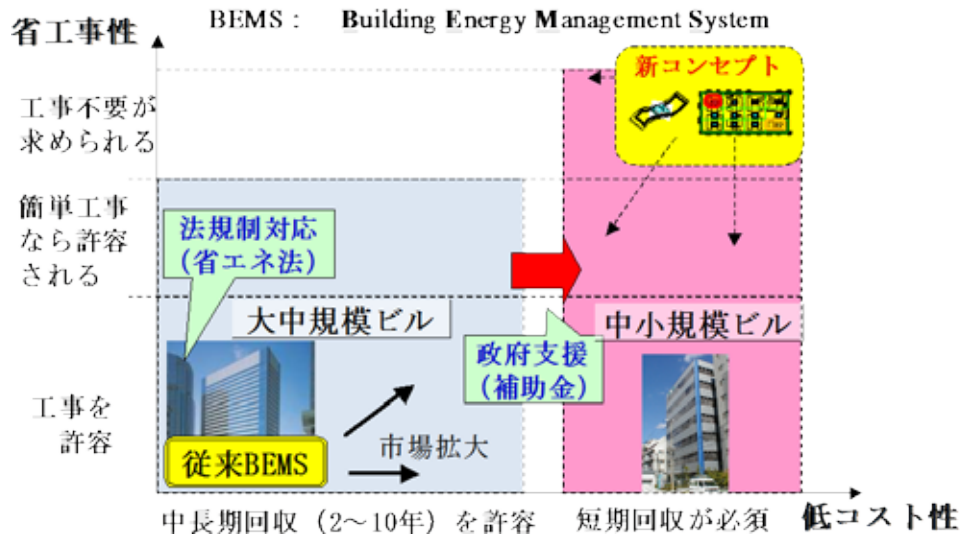 BEMS： Building Energy Management System
省工事性
新コンセプト
工事不要が
求められる
簡単工事
なら許容
される
法規制対応
(省エネ法)
大中規模ビル
中小規模ビル
政府支援
(補助金)
工事を
許容
市場拡大
従来BEMS
中長期回収（2～10年）を許容
短期回収が必須
低コスト性